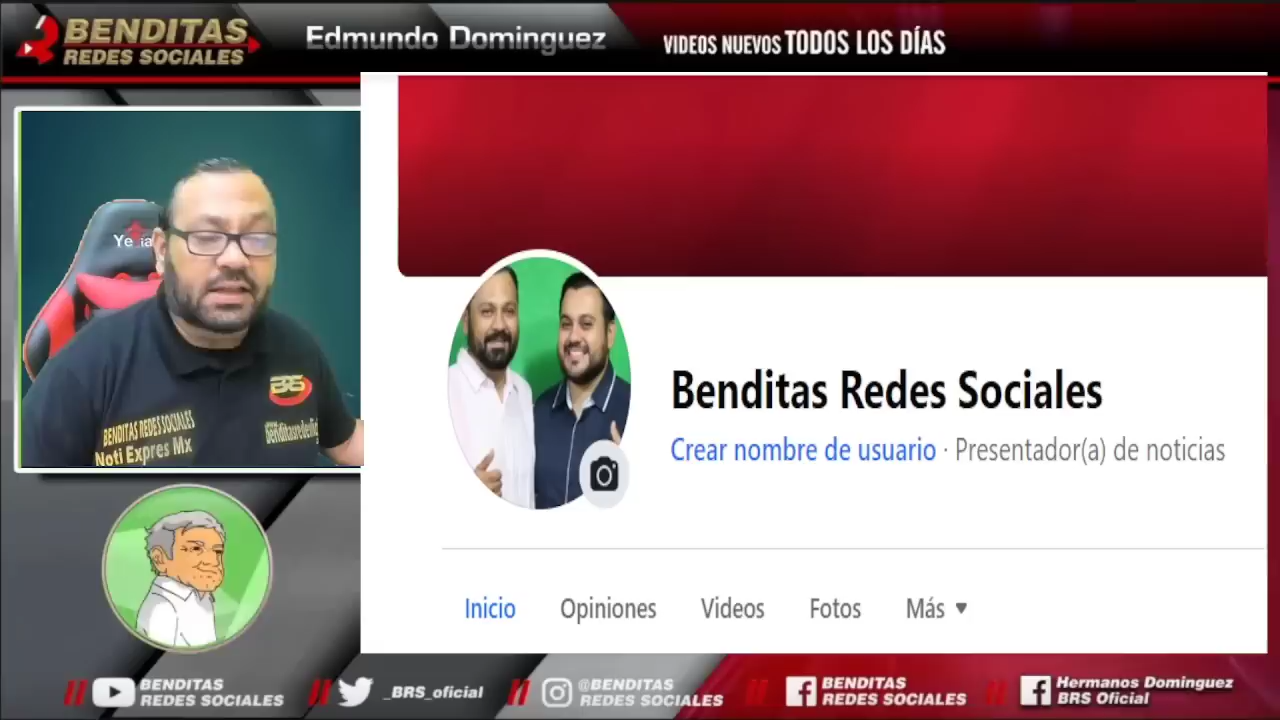 BENDITAS
REDES SOCIALES
Edmundo Dominguez
VIDEOS NUEVOS TODOS LOS DÍAS
BENDITAS REDES SOCIALES
Noti Expres Mx
Benditas Redes Sociales
Crear nombre de usuario · Presentador(a) de noticias
Inicio Opiniones Videos Fotos Más
BENDITAS
REDES SOCIALES
_BRS_oficial
@BENDITAS
REDES SOCIALES
BENDITAS
REDES SOCIALES
Hermanos Dominguez
BRS Oficial